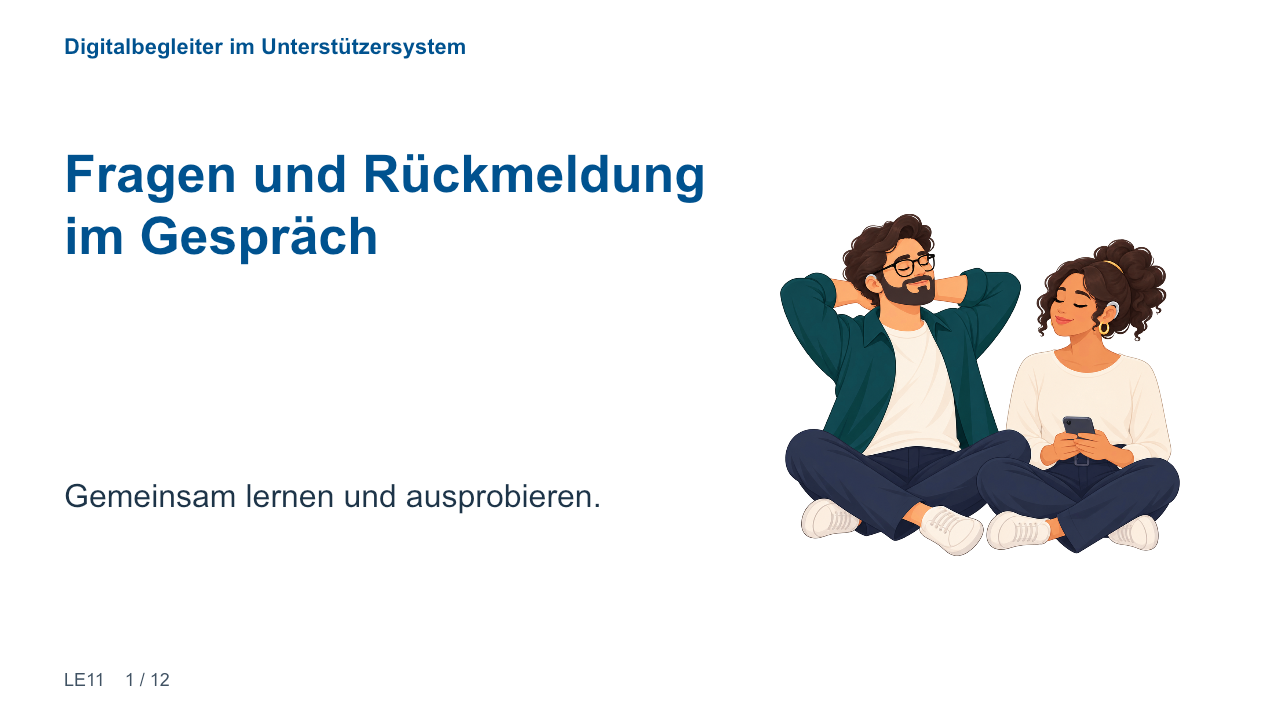 Digitalbegleiter im Unterstützersystem
Fragen und Rückmeldung
im Gespräch
Gemeinsam lernen und ausprobieren.
LE11 1 / 12